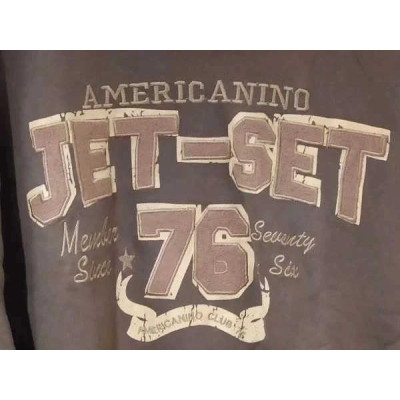 AMERICANINO
JET-SET
Member Since
76
Seventy Six
AMERICANINO CLUB 76